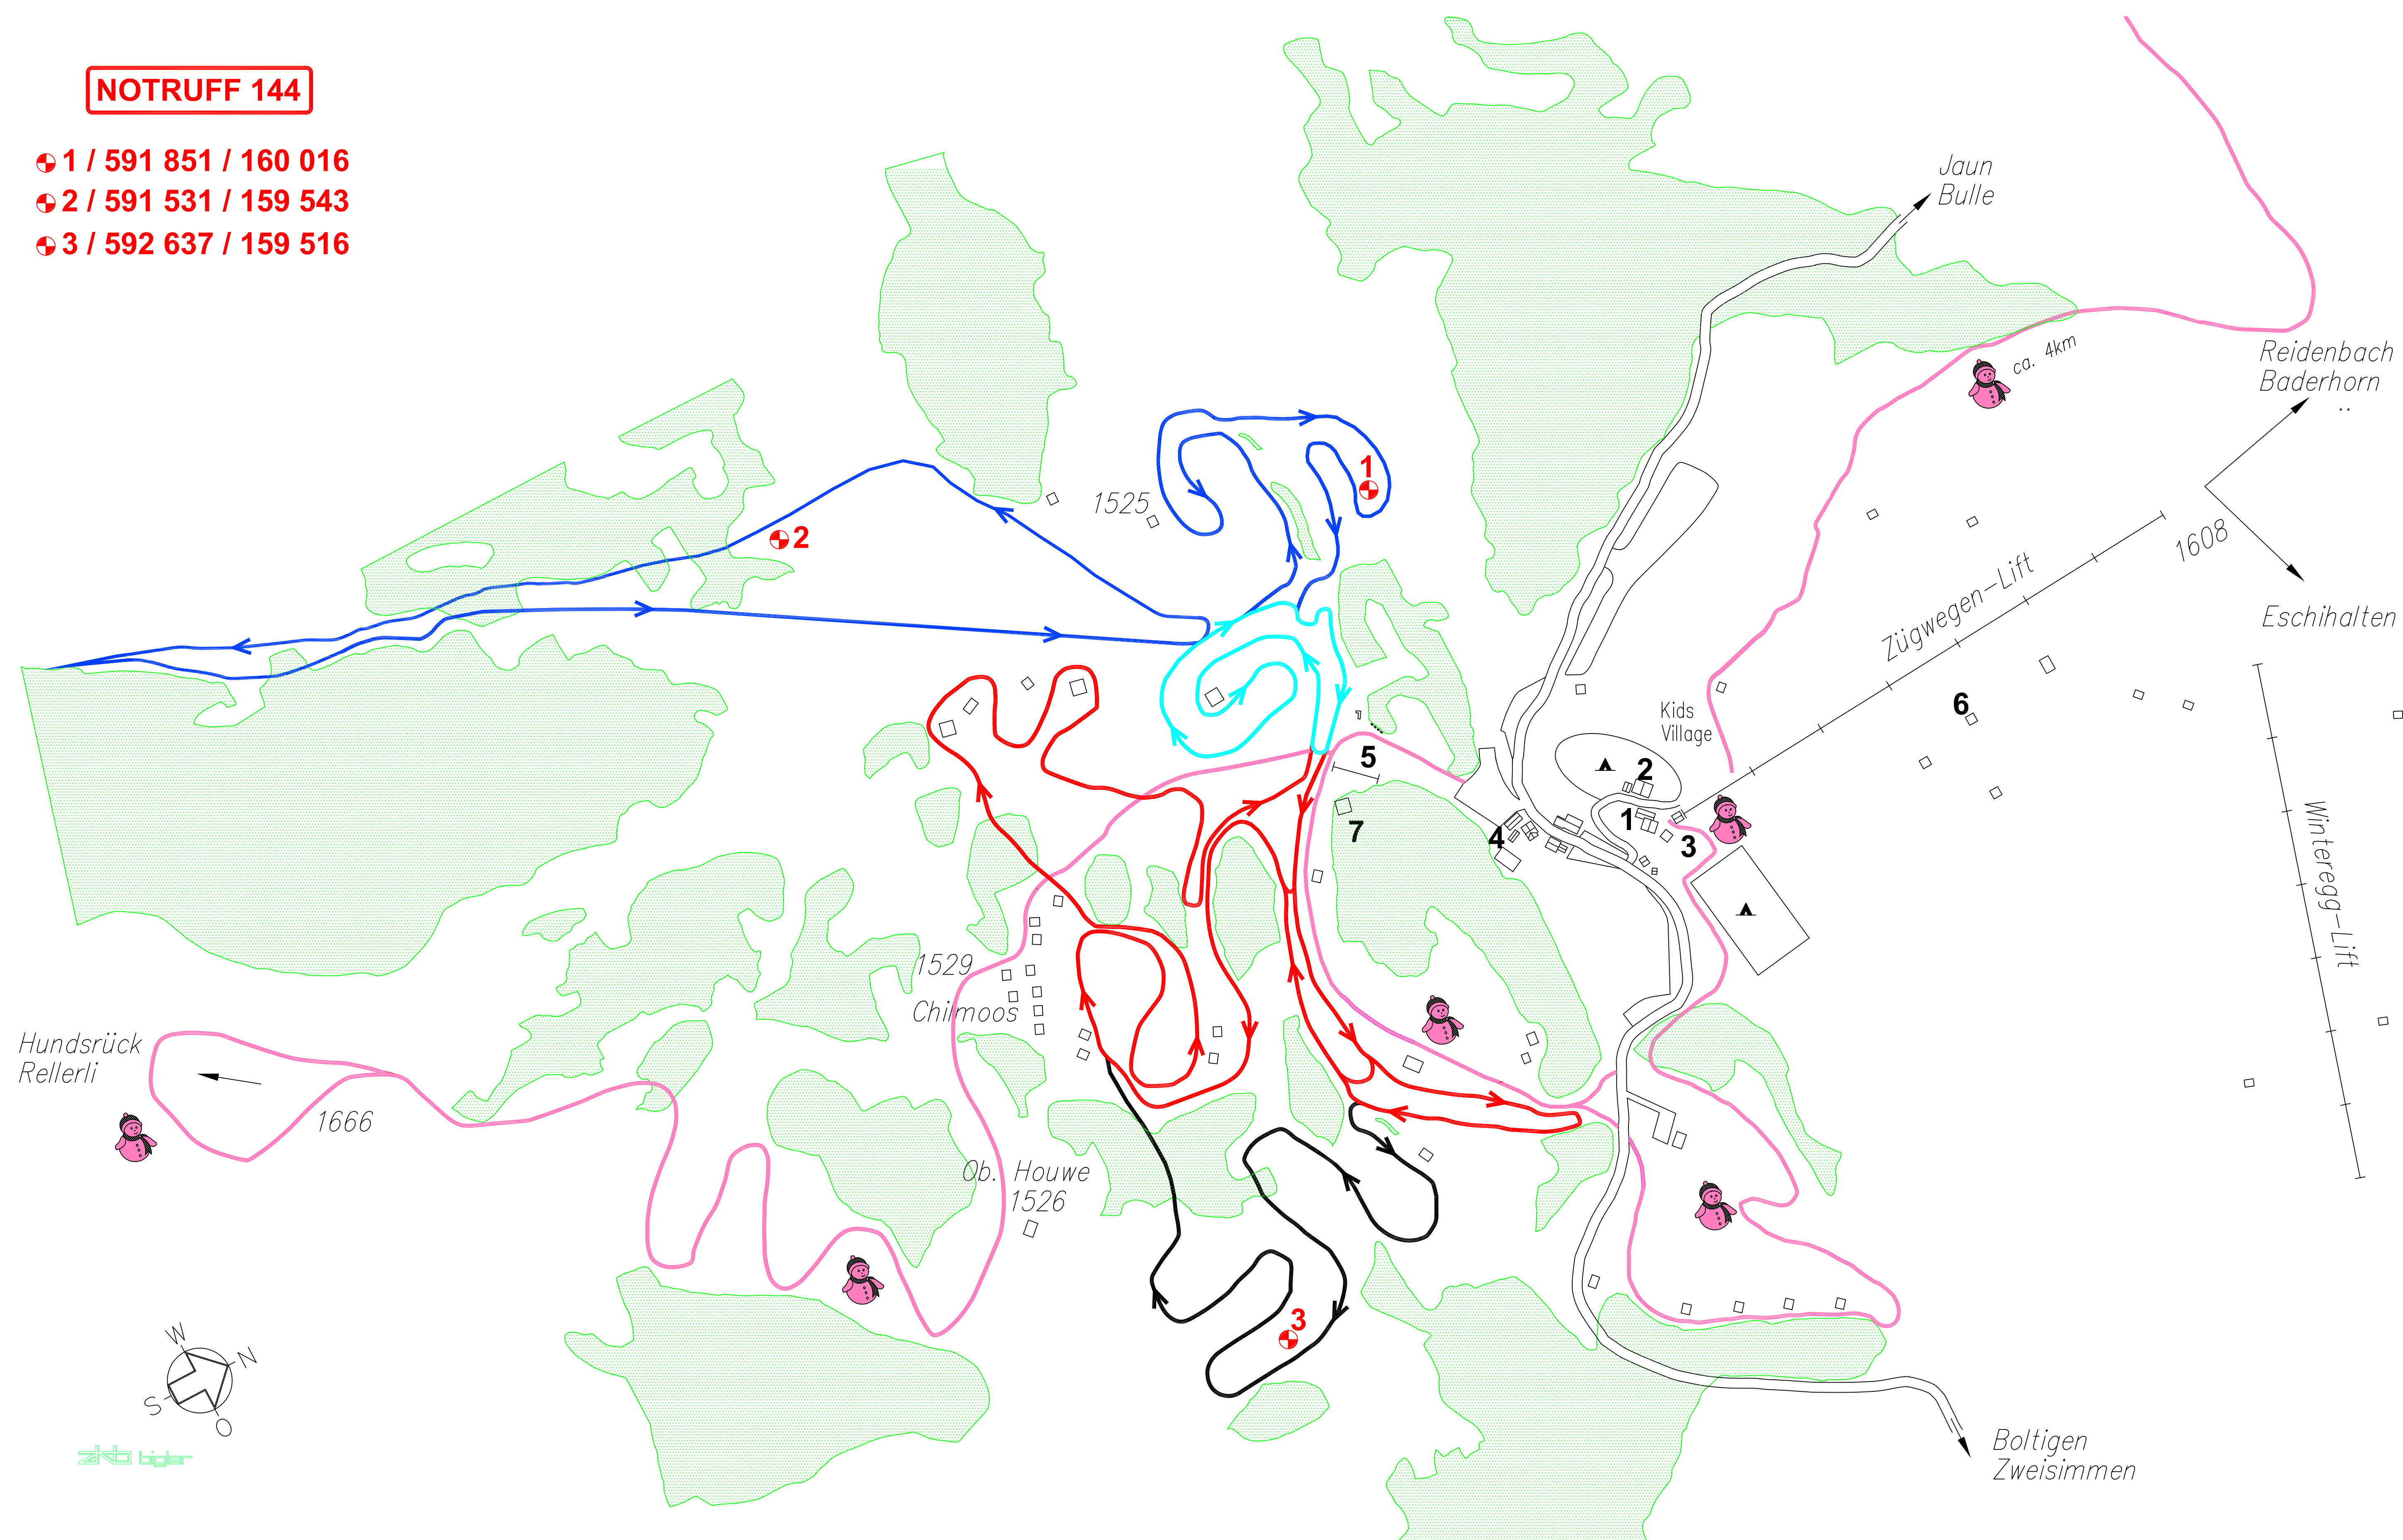 NOTRUFF 144
1 / 591 851 / 160 016
2 / 591 531 / 159 543
3 / 592 637 / 159 516
Jaun
Bulle
ca. 4km
Reidenbach
Baderhorn
1608
Eschihalten
Zügwegen-Lift
Winteregg-Lift
1
1525
2
6
Kids
Village
5
2
1
3
4
7
1529
Chilmoos
Hundsrück
Rellerli
1666
Ob. Houwe
1526
3
W
N
S
O
bigler
Boltigen
Zweisimmen